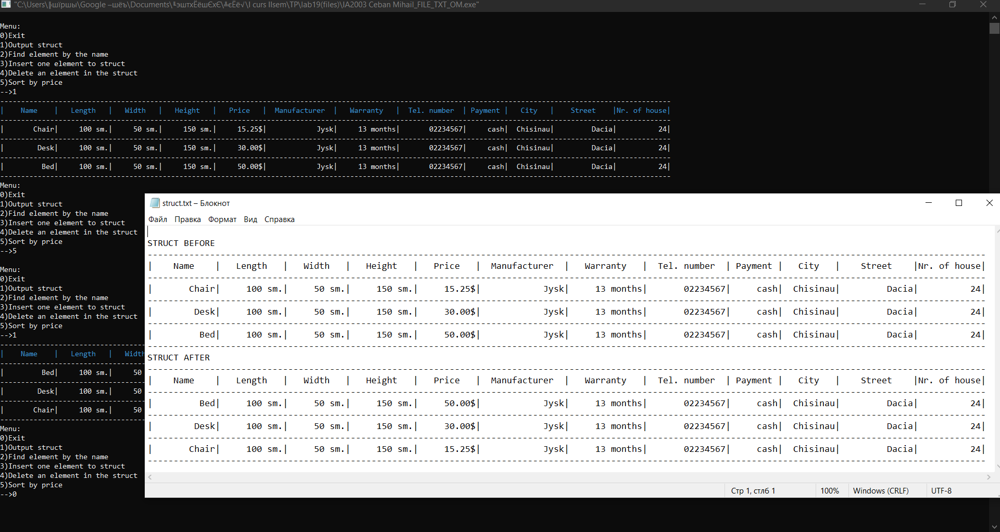 "C:\Users\╠шїршы\Google –шёъ\Documents\╙эштхЁёшЄхЄ\╩єЁё√\I curs IIsem\TP\lab19(files)\IA2003 Ceban Mihail_FILE_TXT_OM.exe"
Menu:
0)Exit
1)Output struct
2)Find element by the name
3)Insert one element to struct
4)Delete an element in the struct
5)Sort by price
-->1
| Name | Length | Width | Height | Price | Manufacturer | Warranty | Tel. number | Payment | City | Street |Nr. of house|
| Chair| 100 sm.| 50 sm.| 150 sm.| 15.25$| Jysk| 13 months| 02234567| cash| Chisinau| Dacia| 24|
| Desk| 100 sm.| 50 sm.| 150 sm.| 30.00$| Jysk| 13 months| 02234567| cash| Chisinau| Dacia| 24|
| Bed| 100 sm.| 50 sm.| 150 sm.| 50.00$| Jysk| 13 months| 02234567| cash| Chisinau| Dacia| 24|
Menu:
0)Exit
1)Output struct
2)Find element by the name
3)Insert one element to struct
4)Delete an element in the struct
5)Sort by price
-->5
Menu:
0)Exit
1)Output struct
2)Find element by the name
3)Insert one element to struct
4)Delete an element in the struct
5)Sort by price
-->1
| Name | Length | Width
| Bed| 100 sm.| 50
| Desk| 100 sm.| 50
| Chair| 100 sm.| 50
Menu:
0)Exit
1)Output struct
2)Find element by the name
3)Insert one element to struct
4)Delete an element in the struct
5)Sort by price
-->0
struct.txt – Блокнот
Файл Правка Формат Вид Справка
STRUCT BEFORE
| Name | Length | Width | Height | Price | Manufacturer | Warranty | Tel. number | Payment | City | Street |Nr. of house|
| Chair| 100 sm.| 50 sm.| 150 sm.| 15.25$| Jysk| 13 months| 02234567| cash| Chisinau| Dacia| 24|
| Desk| 100 sm.| 50 sm.| 150 sm.| 30.00$| Jysk| 13 months| 02234567| cash| Chisinau| Dacia| 24|
| Bed| 100 sm.| 50 sm.| 150 sm.| 50.00$| Jysk| 13 months| 02234567| cash| Chisinau| Dacia| 24|
STRUCT AFTER
| Name | Length | Width | Height | Price | Manufacturer | Warranty | Tel. number | Payment | City | Street |Nr. of house|
| Bed| 100 sm.| 50 sm.| 150 sm.| 50.00$| Jysk| 13 months| 02234567| cash| Chisinau| Dacia| 24|
| Desk| 100 sm.| 50 sm.| 150 sm.| 30.00$| Jysk| 13 months| 02234567| cash| Chisinau| Dacia| 24|
| Chair| 100 sm.| 50 sm.| 150 sm.| 15.25$| Jysk| 13 months| 02234567| cash| Chisinau| Dacia| 24|
Стр 1, стлб 1 100% Windows (CRLF) UTF-8